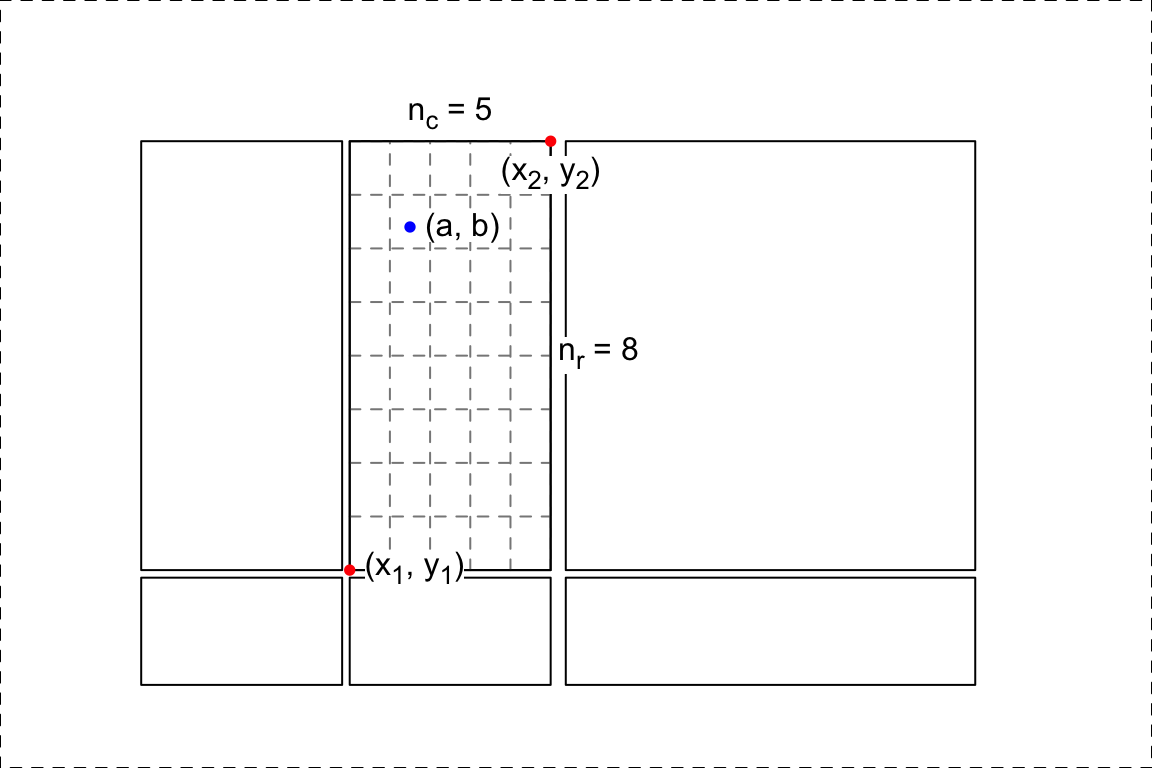 n_c = 5
(x_2, y_2)
(a, b)
n_r = 8
(x_1, y_1)